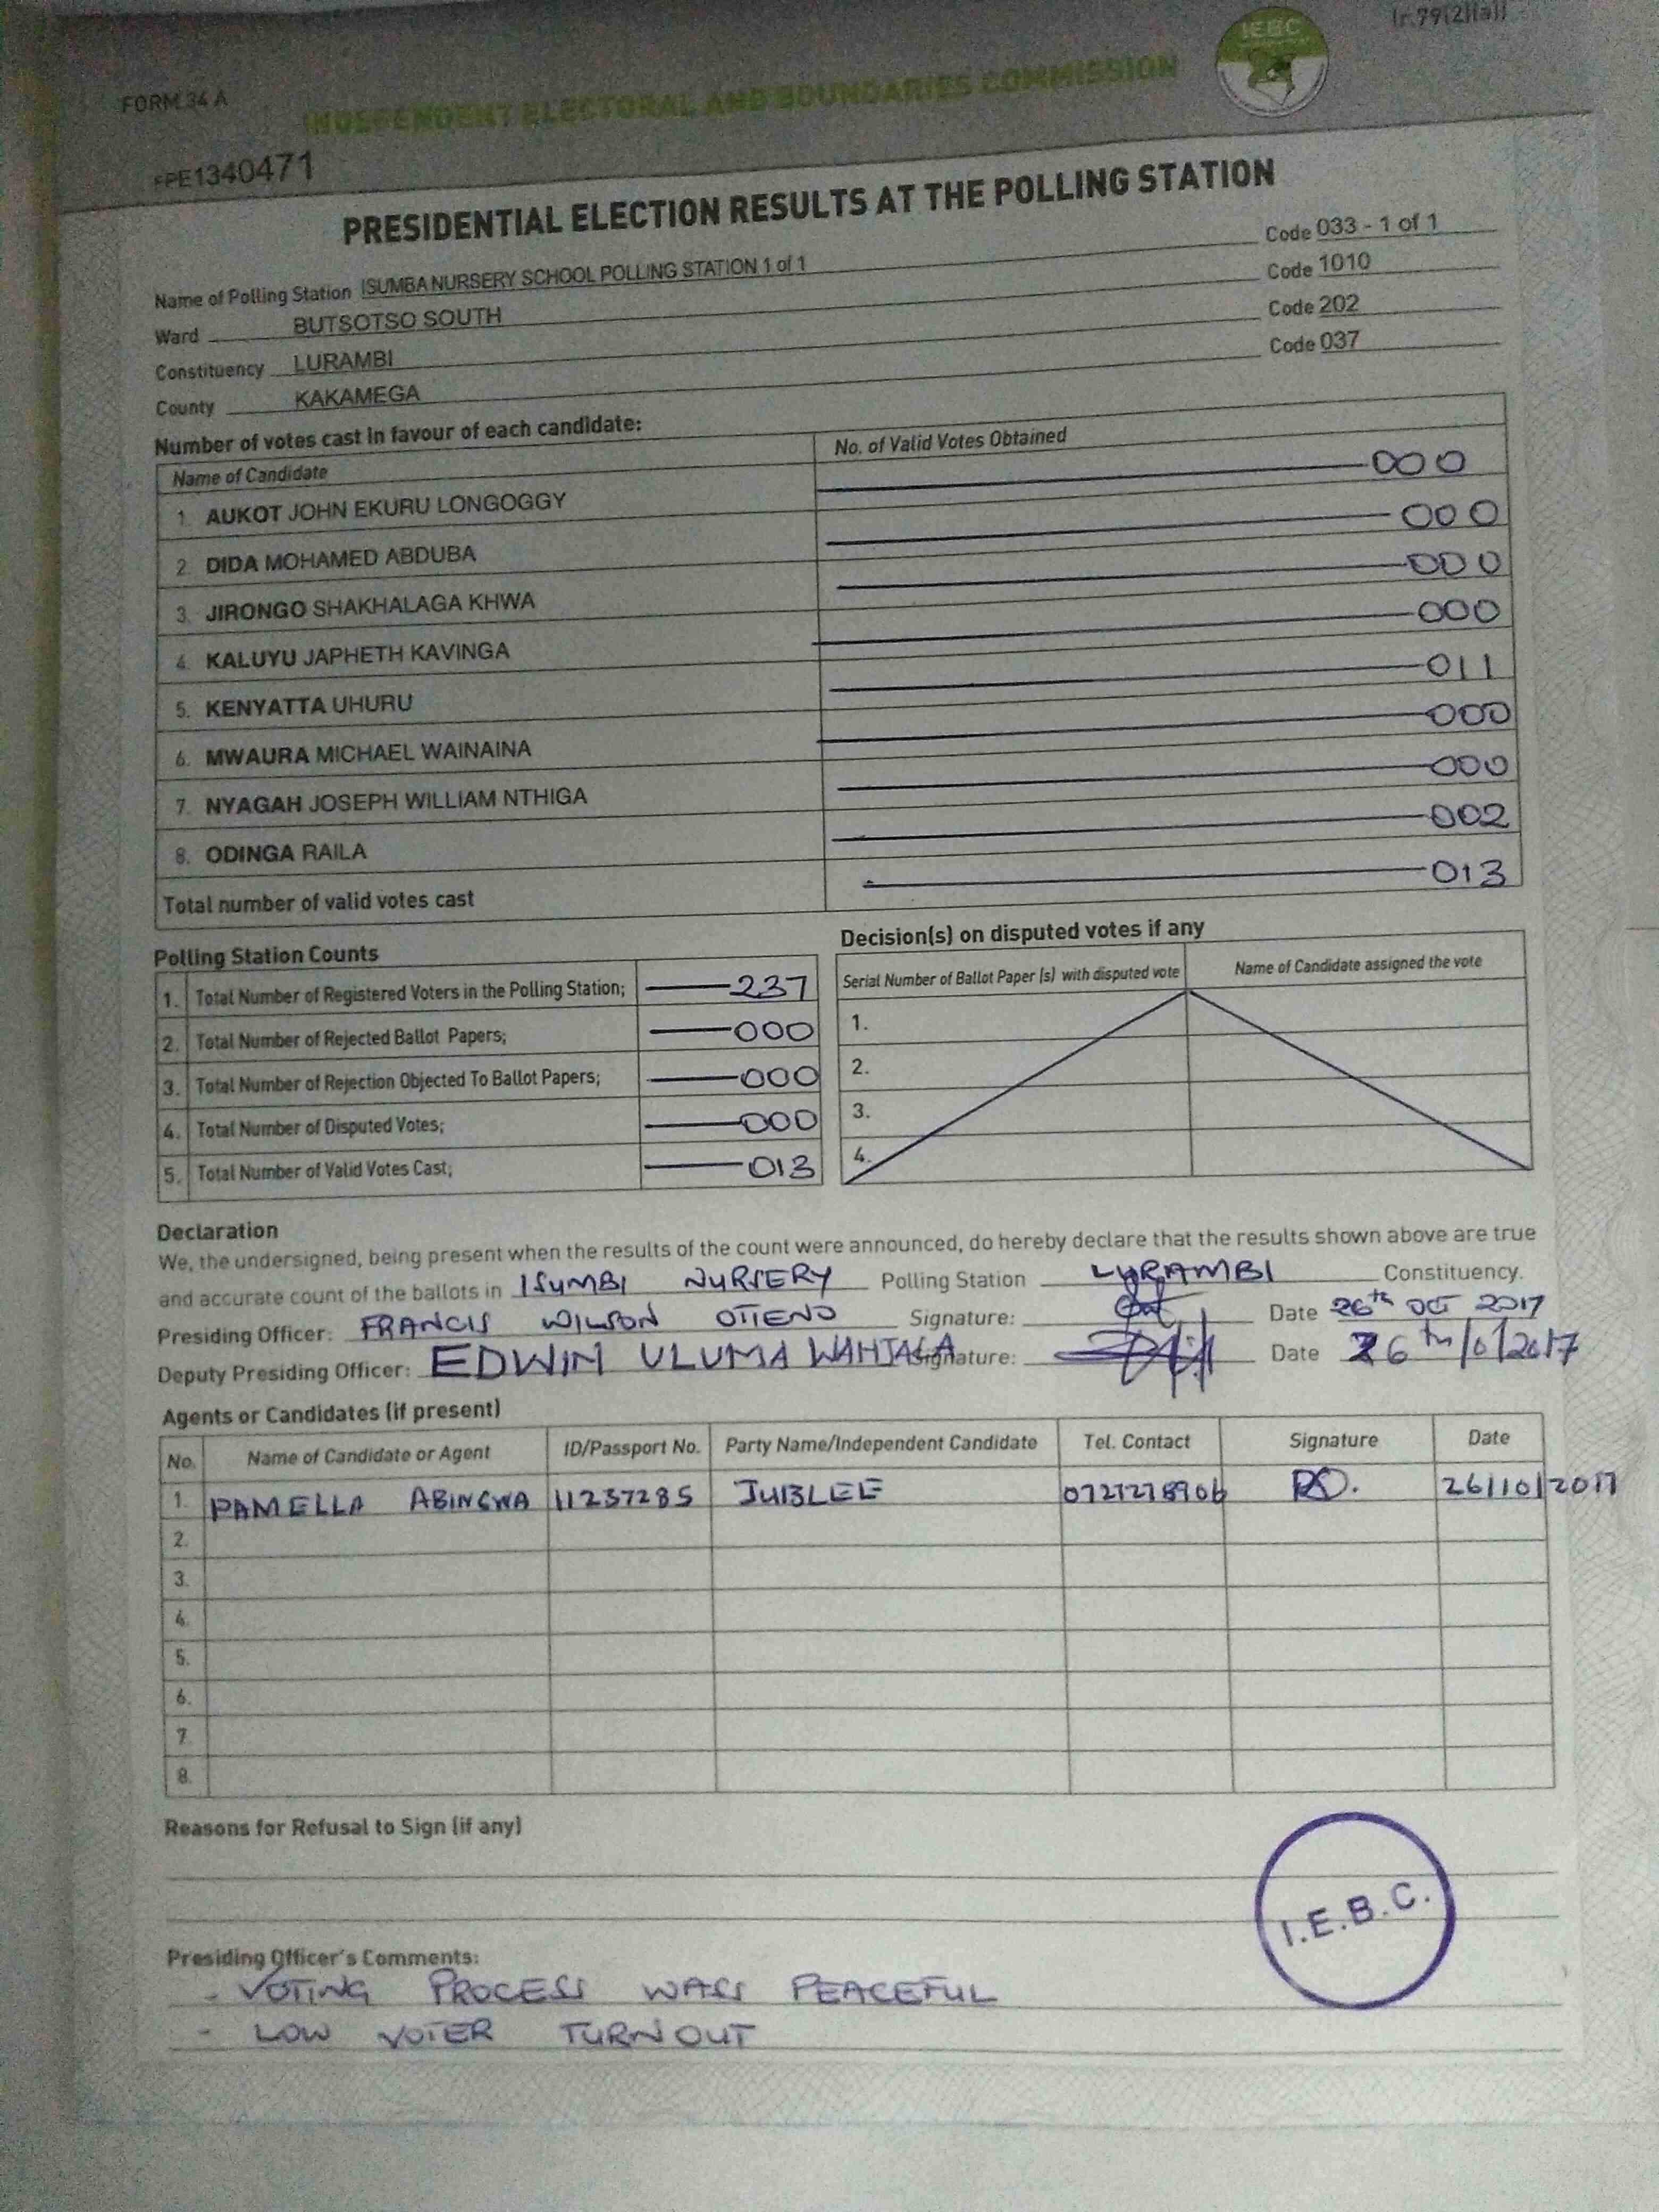 FORM 34 A
INDEPENDENT ELECTORAL AND BOUNDARIES COMMISSION
IEBC
PRESIDENTIAL ELECTION RESULTS AT THE POLLING STATION
Name of Polling Station ISUMBA NURSERY SCHOOL POLLING STATION 1 of 1 Code 033 - 1 of 1
Ward BUTSOTSO SOUTH Code 1010
Constituency LURAMBI Code 202
County KAKAMEGA Code 037
Number of votes cast in favour of each candidate:
Name of Candidate No. of Valid Votes Obtained
1. AUKOT JOHN EKURU LONGOGGY 000
2. DIDA MOHAMED ABDUBA 000
3. JIRONGO SHAKHALAGA KHWA 000
4. KALUYU JAPHETH KAVINGA 000
5. KENYATTA UHURU 011
6. MWAURA MICHAEL WAINAINA 000
7. NYAGAH JOSEPH WILLIAM NTHIGA 000
8. ODINGA RAILA 002
Total number of valid votes cast 013
Polling Station Counts
1. Total Number of Registered Voters in the Polling Station; 237
2. Total Number of Rejected Ballot Papers; 000
3. Total Number of Rejection Objected To Ballot Papers; 000
4. Total Number of Disputed Votes; 000
5. Total Number of Valid Votes Cast; 013
Decision(s) on disputed votes if any
Serial Number of Ballot Paper (s) with disputed vote Name of Candidate assigned the vote
1.
2.
3.
4.
Declaration
We, the undersigned, being present when the results of the count were announced, do hereby declare that the results shown above are true
and accurate count of the ballots in ISUMBI NURSERY Polling Station LURAMBI Constituency.
Presiding Officer: FRANCIS WILSON OTIENO Signature: Date 26th OCT 2017
Deputy Presiding Officer: EDWIN ULUMA WAHJALA Signature: Date 26th/10/2017
Agents or Candidates (if present)
No. Name of Candidate or Agent ID/Passport No. Party Name/Independent Candidate Tel. Contact Signature Date
1. PAMELLA ABINGWA 11237285 JUBLEE 0727278906 26/10/2017
2.
3.
4.
5.
6.
7.
8.
Reasons for Refusal to Sign (if any)
I.E.B.C.
Presiding Officer's Comments:
- VOTING PROCESS WASS PEACEFUL
- LOW VOTER TURNOUT